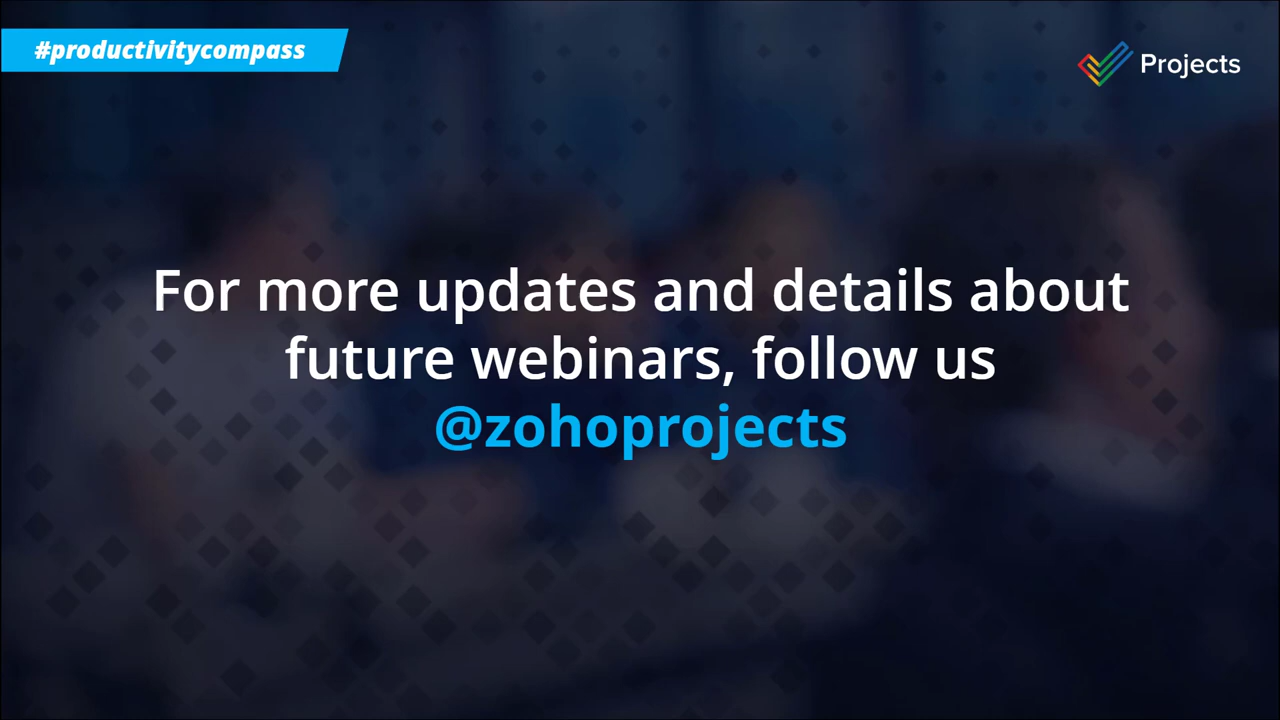 #productivitycompass
Projects
For more updates and details about
future webinars, follow us
@zohoprojects